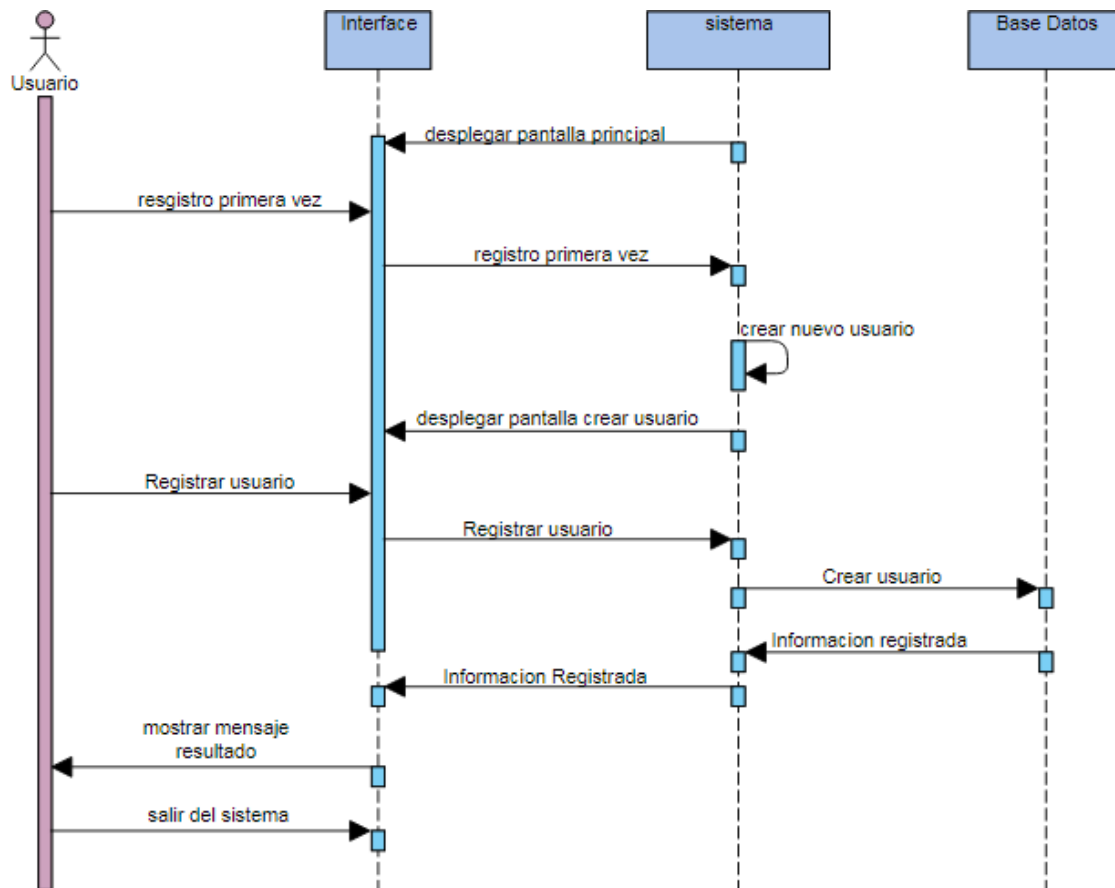 Interface
sistema
Base Datos
Usuario
desplegar pantalla principal
resgistro primera vez
registro primera vez
crear nuevo usuario
desplegar pantalla crear usuario
Registrar usuario
Registrar usuario
Crear usuario
Informacion registrada
Informacion Registrada
mostrar mensaje
resultado
salir del sistema